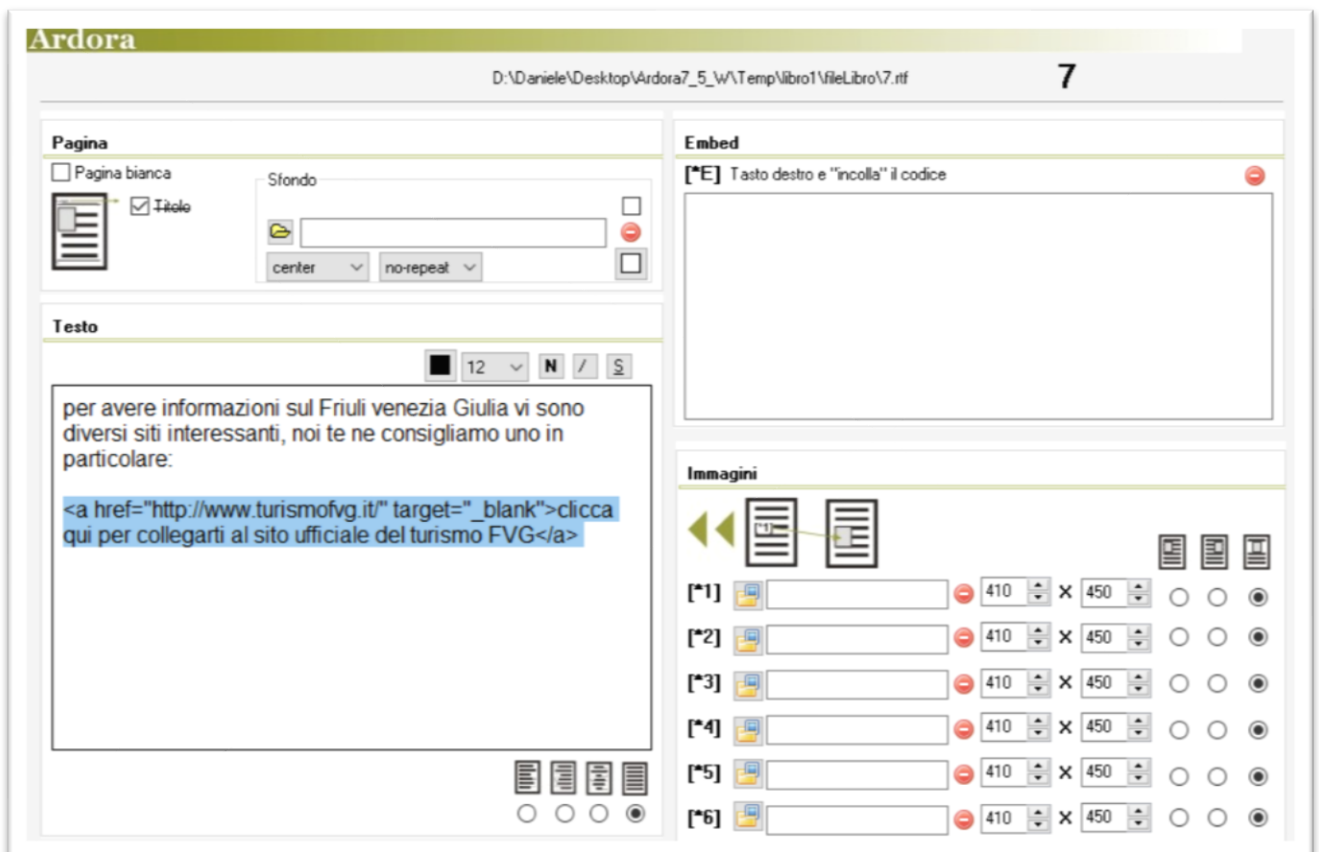 Ardora
D:\Daniele\Desktop\Ardora7_5_W\Temp\libro1\fileLibro\7.rtf
7
Pagina
Pagina bianca
Titolo
Sfondo
center
no-repeat
Testo
12
N
/
S
per avere informazioni sul Friuli venezia Giulia vi sono
diversi siti interessanti, noi te ne consigliamo uno in
particolare:
<a href="http://www.turismofvg.it/" target="_blank">clicca
qui per collegarti al sito ufficiale del turismo FVG</a>
Embed
[*E] Tasto destro e "incolla" il codice
Immagini
[*1]
[*1] 410 X 450
[*2] 410 X 450
[*3] 410 X 450
[*4] 410 X 450
[*5] 410 X 450
[*6] 410 X 450